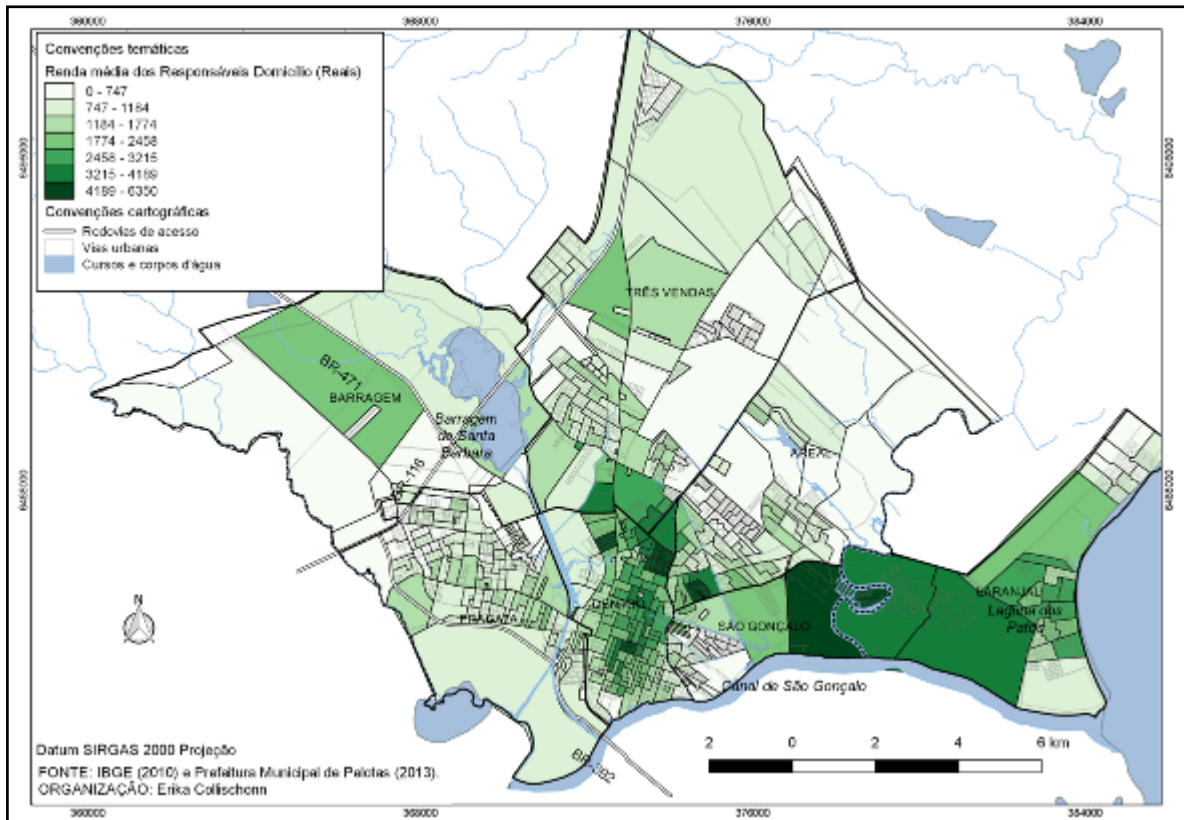 360000 368000 376000 384000
Convenções temáticas
Renda média dos Responsáveis Domicílio (Reais)
0 - 747
747 - 1184
1184 - 1774
1774 - 2458
2458 - 3215
3215 - 4189
4189 - 6350
Convenções cartográficas
Rodovias de acesso
Vias urbanas
Cursos e corpos d'água
TRÊS VENDAS
BR-471
BARRAGEM
Barragem
de Santa
Bárbara
AREAL
BR-116
6488000
6488000
CENTRO
FRAGATA
SÃO GONÇALO
LARANJAL
Laguna dos
Patos
N
Canal de São Gonçalo
Datum SIRGAS 2000 Projeção
FONTE: IBGE (2010) e Prefeitura Municipal de Pelotas (2013).
ORGANIZAÇÃO: Erika Collischonn
BR-392
2 0 2 4 6 km
360000 368000 376000 384000